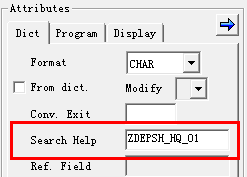 Attributes
Dict Program Display
Format CHAR
From dict. Modify
Conv. Exit
Search Help ZDEPSH_HQ_01
Ref. Field